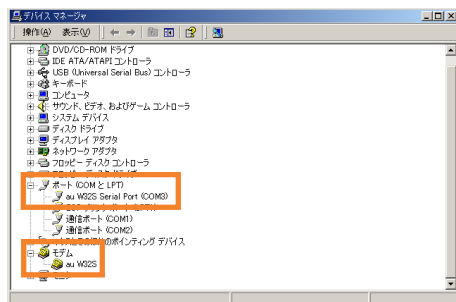 デバイス マネージャ
操作(A) 表示(V)
DVD/CD-ROM ドライブ
IDE ATA/ATAPI コントローラ
USB (Universal Serial Bus) コントローラ
キーボード
コンピュータ
サウンド、ビデオ、およびゲーム コントローラ
システム デバイス
ディスク ドライブ
ディスプレイ アダプタ
ネットワーク アダプタ
フロッピー ディスク コントローラ
ポート (COM と LPT)
au W32S Serial Port (COM3)
通信ポート (COM1)
通信ポート (COM2)
のポインティング デバイス
モデム
au W32S